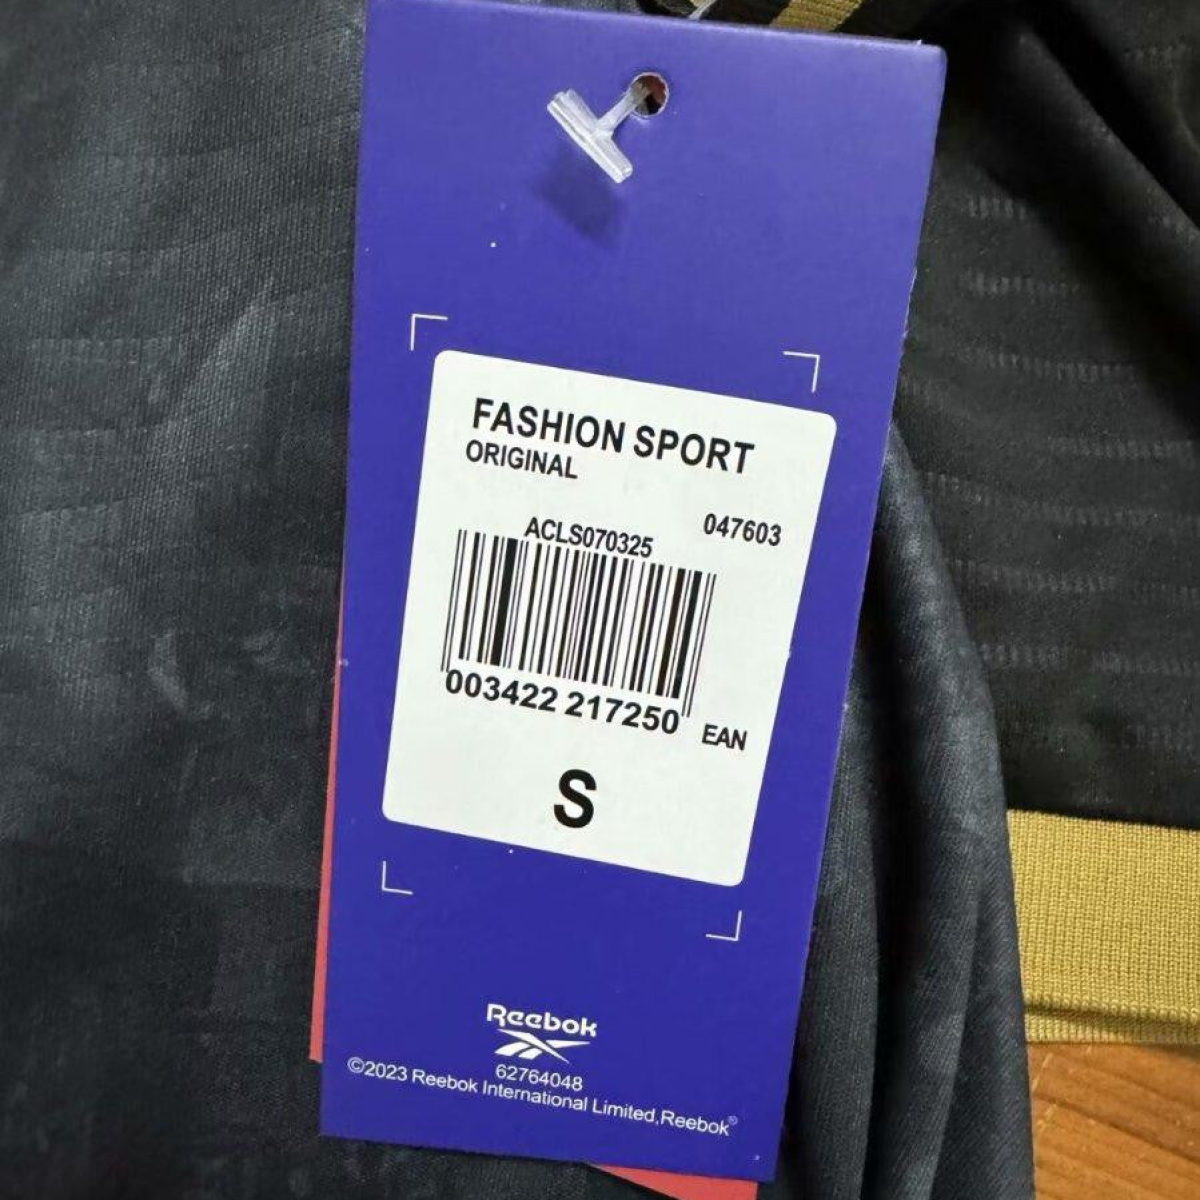 FASHION SPORT
ORIGINAL
047603
ACLS070325
003422 217250
EAN
S
Reebok
62764048
©2023 Reebok International Limited,Reebok®